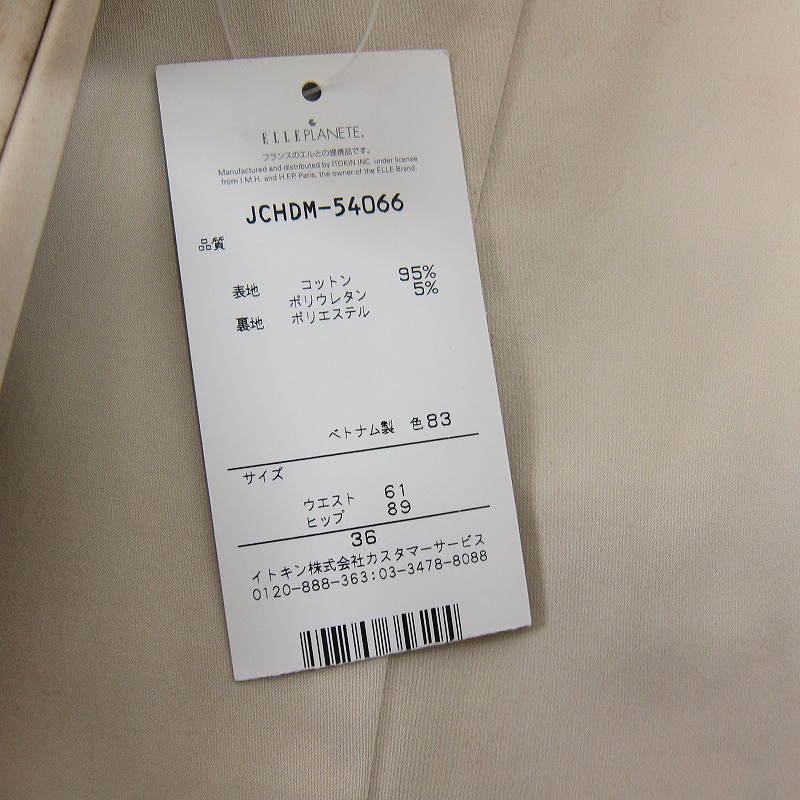 ELLEPLANETE®
フランスのエルとの提携品です。
Manufactured and distributed by ITOKIN INC. under license
from I.M.H. and H.F.P. Paris, the owner of the ELLE Brand
JCHDM-54066
品質
表地 コットン 95%
ポリウレタン 5%
裏地 ポリエステル
ベトナム製 色83
サイズ
ウエスト 61
ヒップ 89
36
イトキン株式会社カスタマーサービス
0120-888-363:03-3478-8088